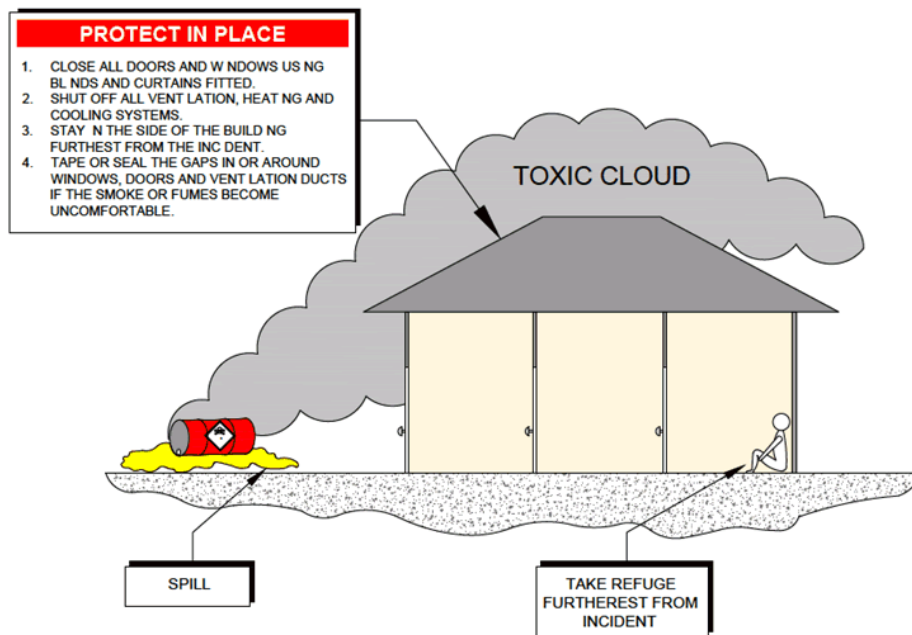 PROTECT IN PLACE
1. CLOSE ALL DOORS AND W NDOWS US NG
BL NDS AND CURTAINS FITTED.
2. SHUT OFF ALL VENT LATION, HEAT NG AND
COOLING SYSTEMS.
3. STAY  N THE SIDE OF THE BUILD NG
FURTHEST FROM THE INC DENT.
4. TAPE OR SEAL THE GAPS IN OR AROUND
WINDOWS, DOORS AND VENT LATION DUCTS
IF THE SMOKE OR FUMES BECOME
UNCOMFORTABLE.
TOXIC CLOUD
SPILL
TAKE REFUGE
FURTHEREST FROM
INCIDENT